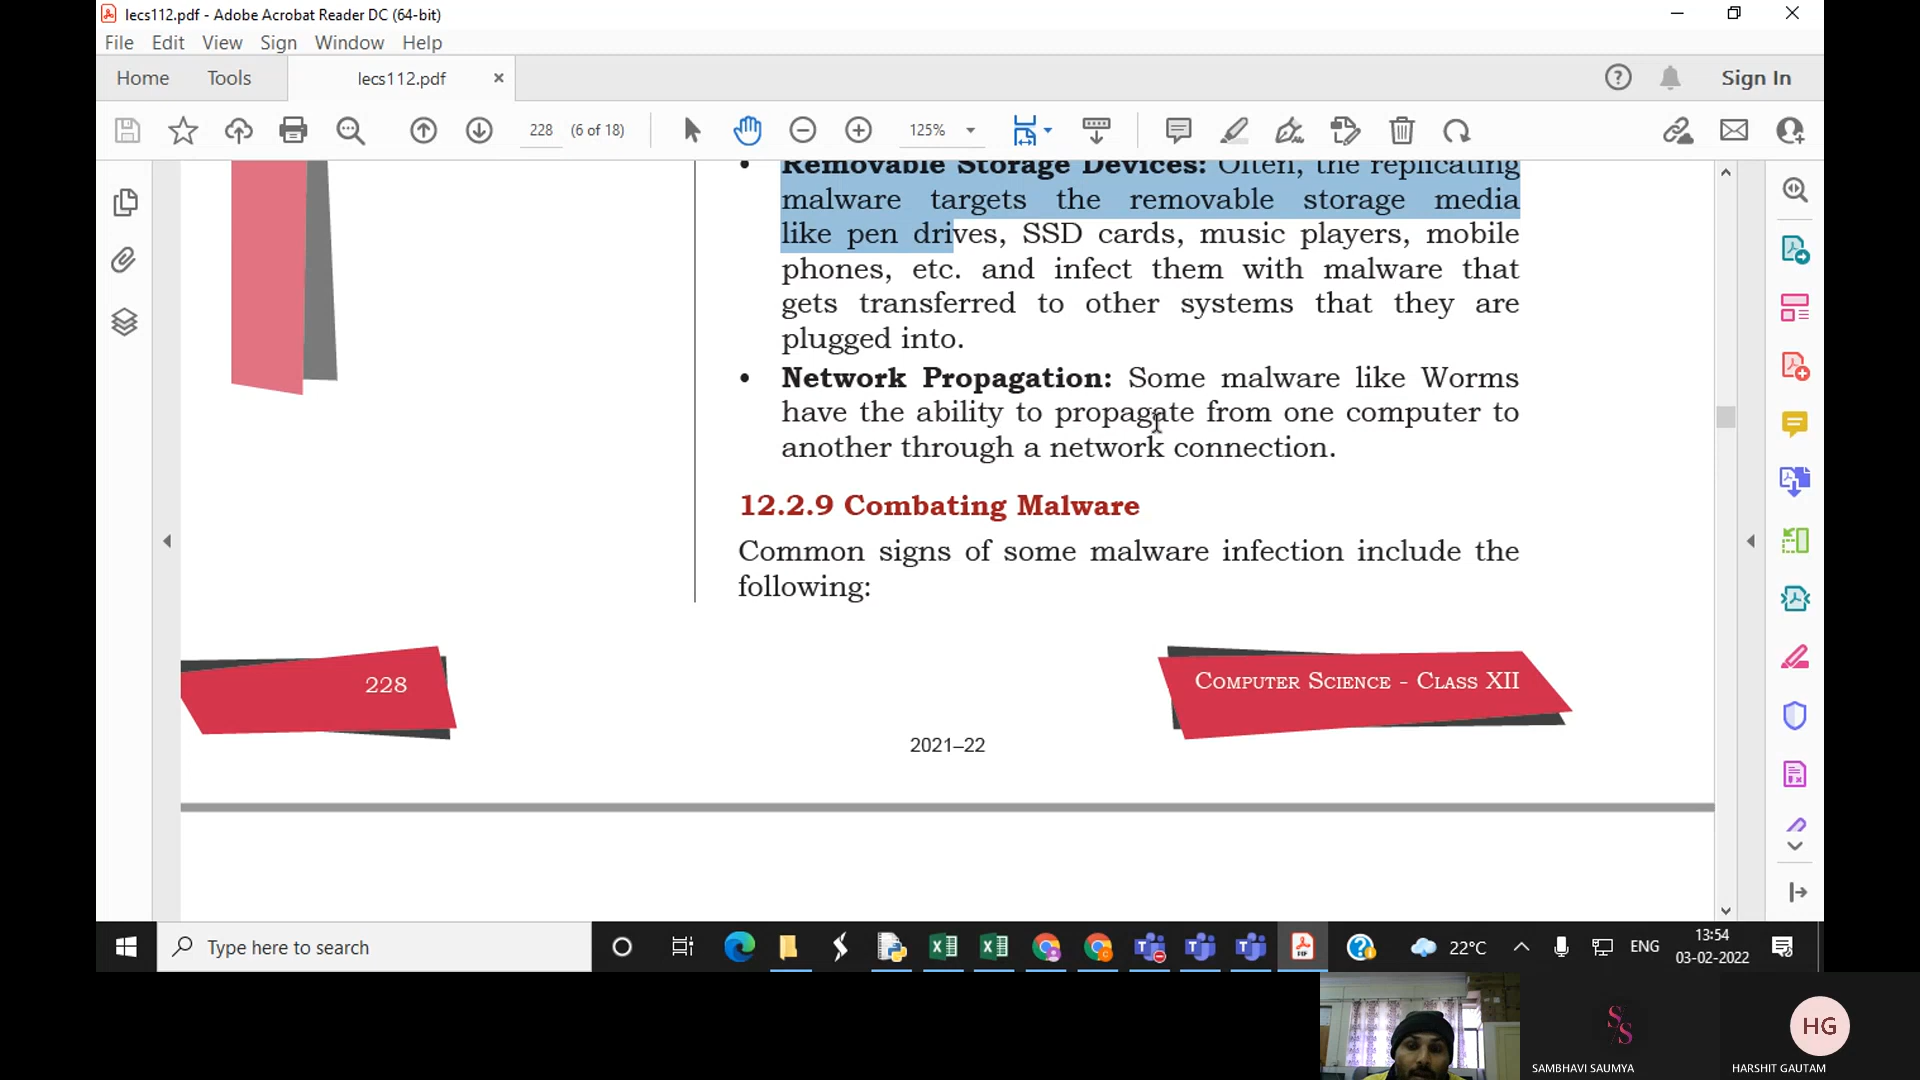 lecs112.pdf - Adobe Acrobat Reader DC (64-bit)
File Edit View Sign Window Help
Home Tools lecs112.pdf × Sign In
228 (6 of 18) 125%
• Removable Storage Devices: Often, the replicating
malware targets the removable storage media
like pen drives, SSD cards, music players, mobile
phones, etc. and infect them with malware that
gets transferred to other systems that they are
plugged into.
• Network Propagation: Some malware like Worms
have the ability to propagate from one computer to
another through a network connection.
12.2.9 Combating Malware
Common signs of some malware infection include the
following:
228
Computer Science - Class XII
2021–22
Type here to search
22°C ENG 13:54
03-02-2022
SS
HG
SAMBHAVI SAUMYA
HARSHIT GAUTAM